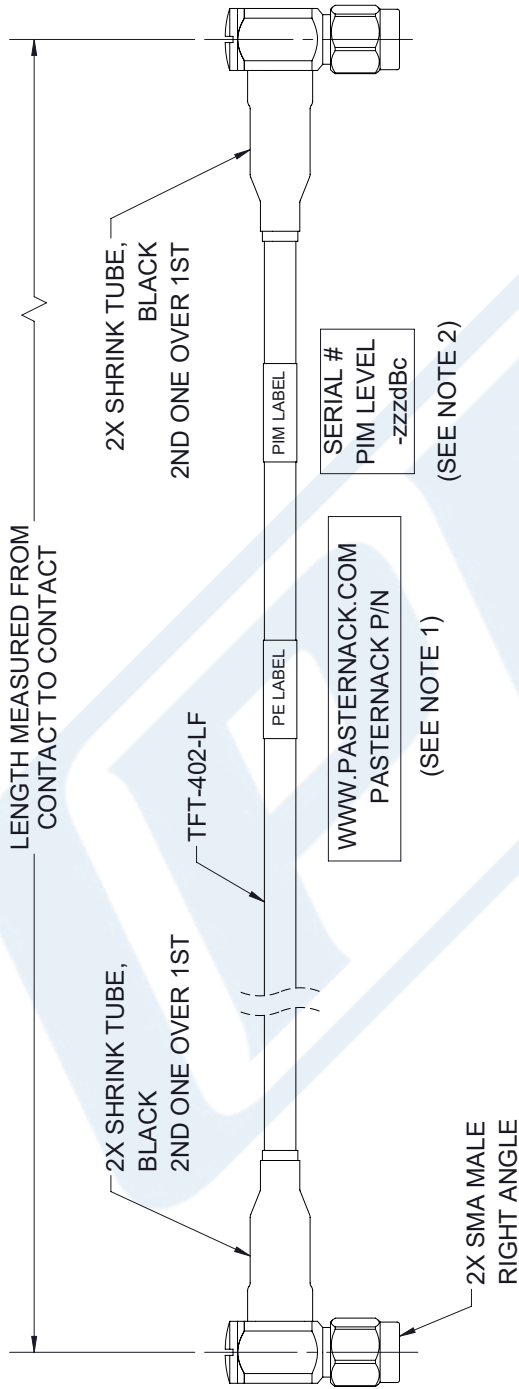 LENGTH MEASURED FROM
CONTACT TO CONTACT
2X SHRINK TUBE,
BLACK
2ND ONE OVER 1ST
TFT-402-LF
2X SHRINK TUBE,
BLACK
2ND ONE OVER 1ST
PE LABEL
PIM LABEL
WWW.PASTERNACK.COM
PASTERNACK P/N
(SEE NOTE 1)
SERIAL #
PIM LEVEL
-zzzdBc
(SEE NOTE 2)
2X SMA MALE
RIGHT ANGLE